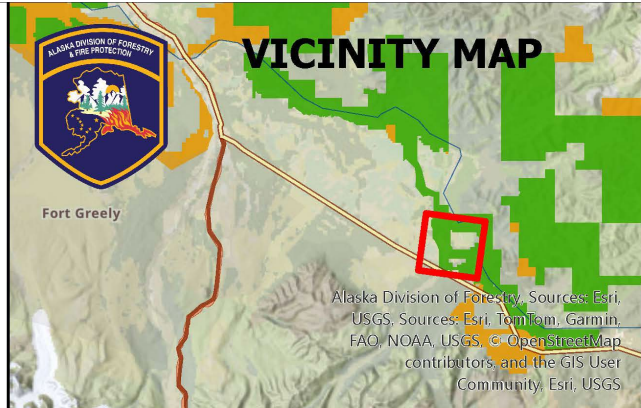 ALASKA DIVISION OF FORESTRY
& FIRE PROTECTION
VICINITY MAP
Fort Greely
Alaska Division of Forestry, Sources: Esri,
USGS, Sources: Esri, TomTom, Garmin,
FAO, NOAA, USGS, © OpenStreetMap
contributors, and the GIS User
Community, Esri, USGS